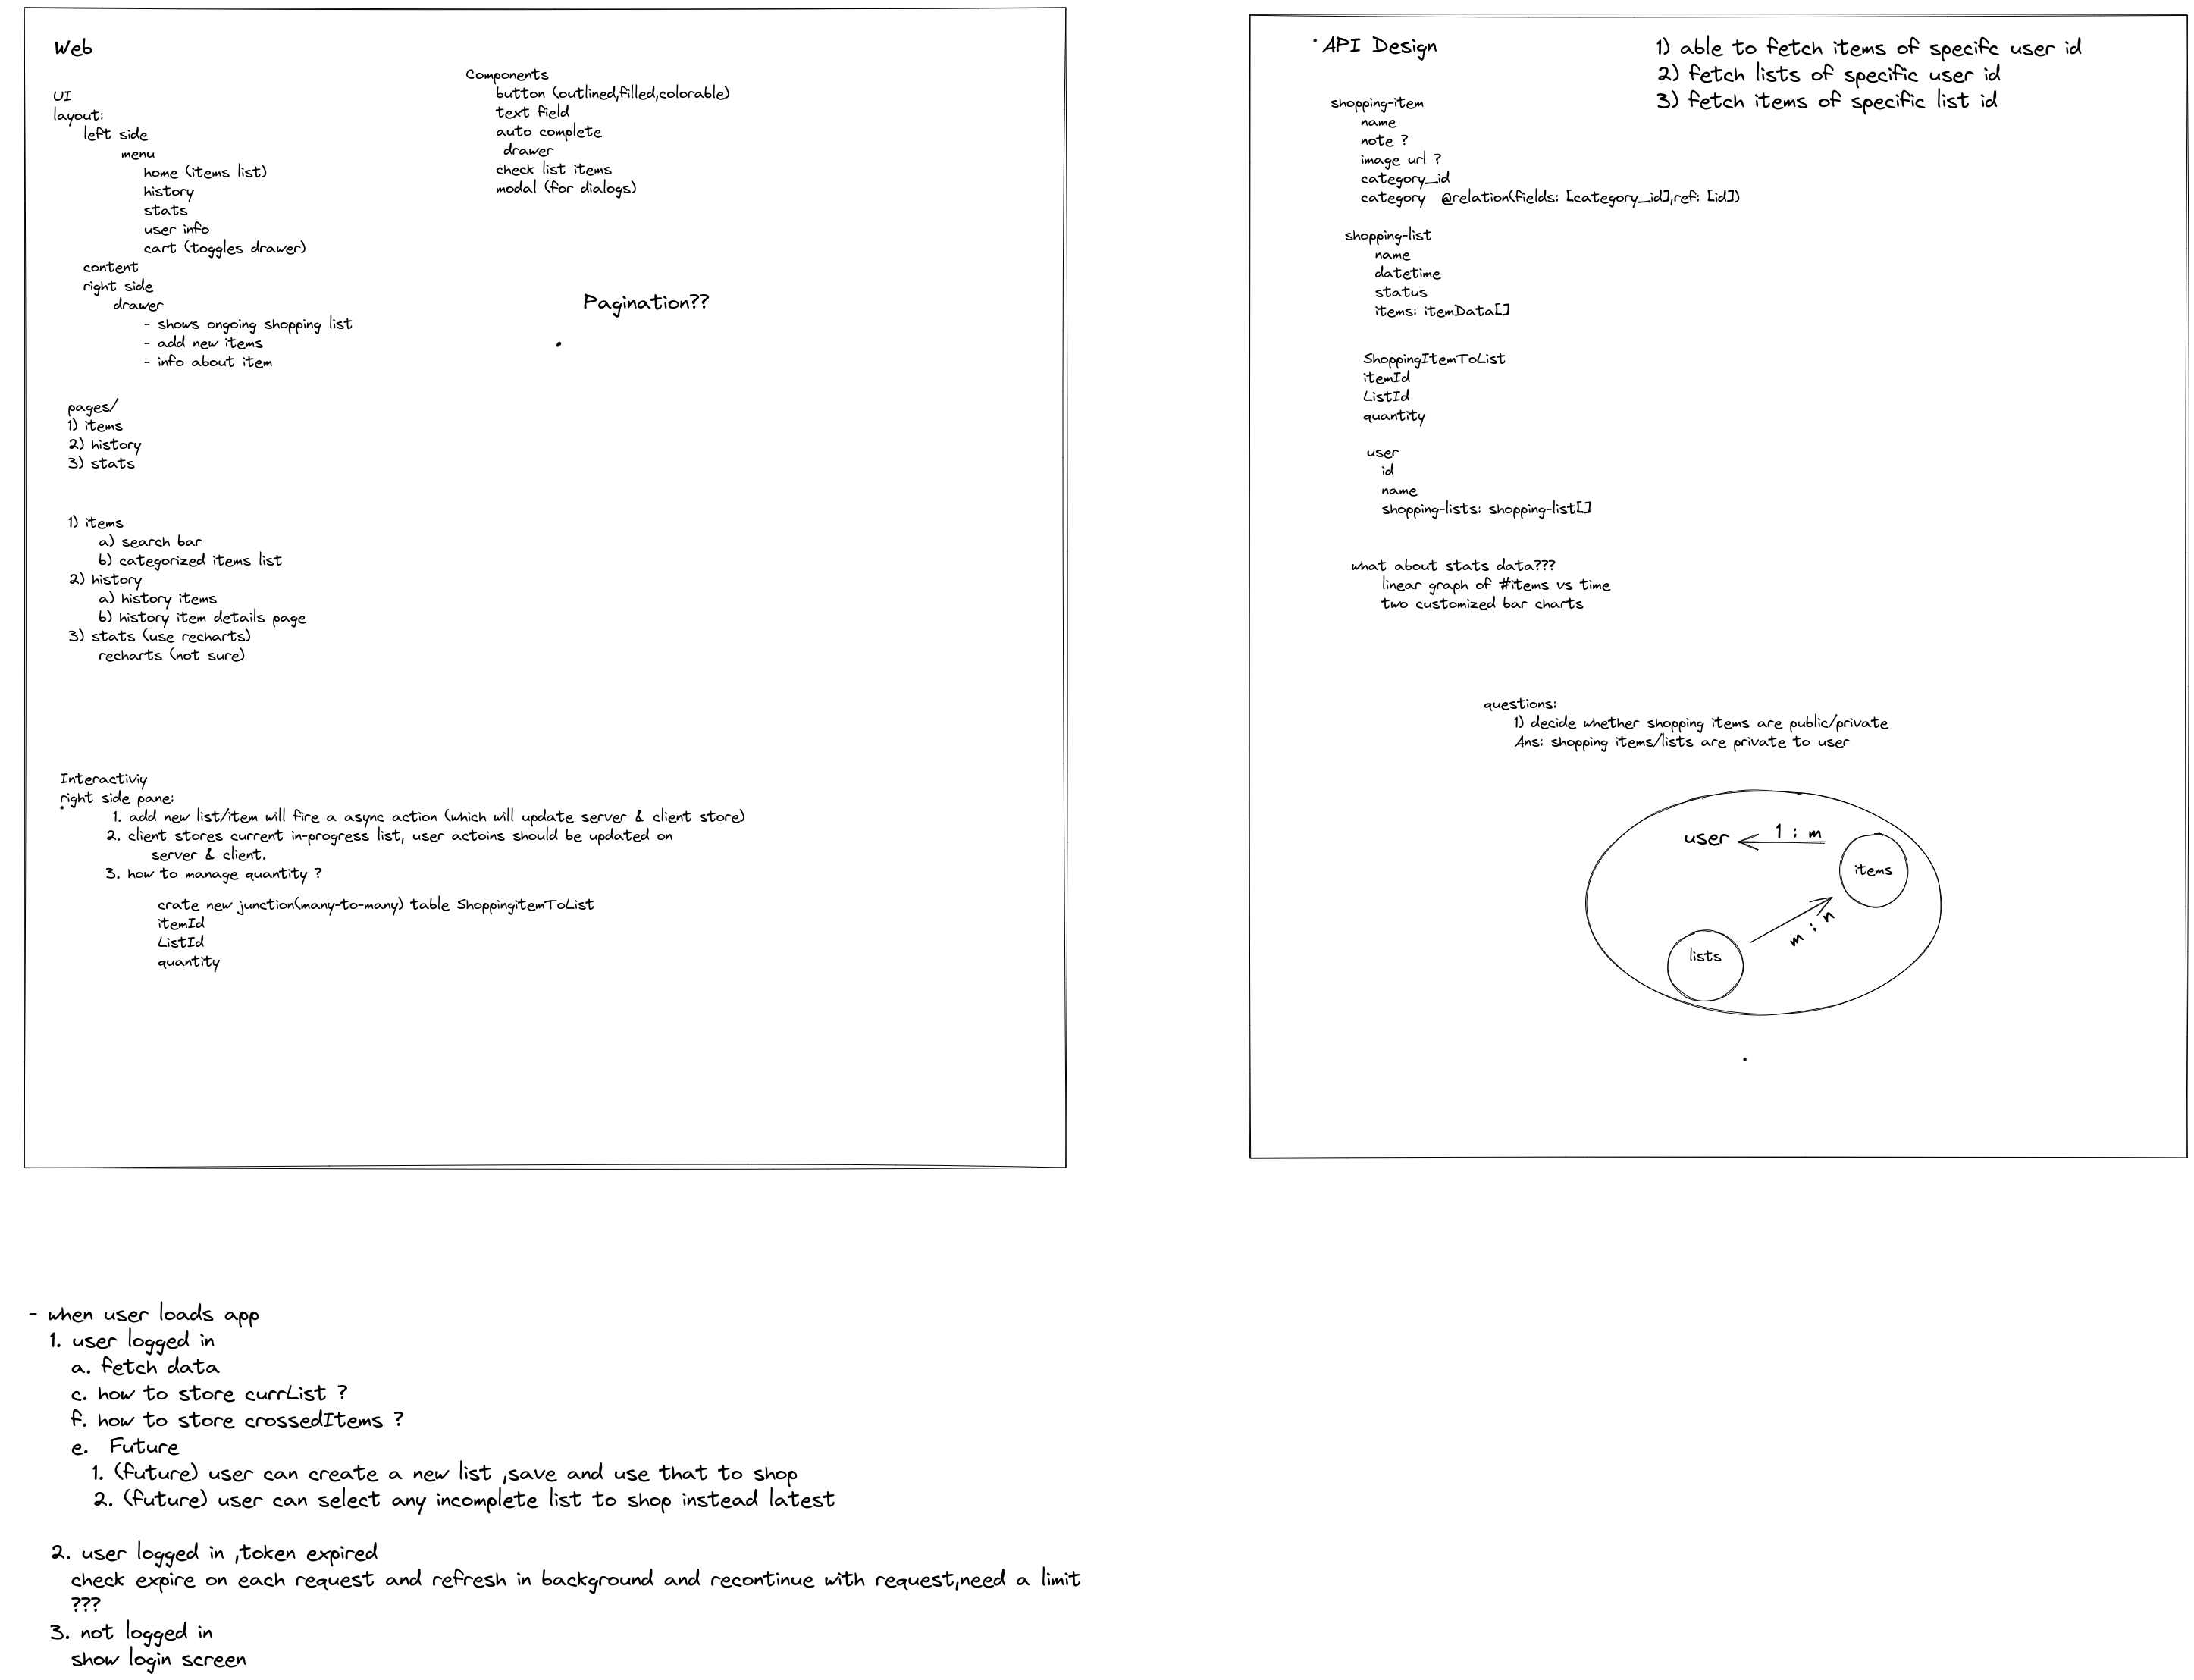 Web
UI
layout:
left side
menu
home (items list)
history
stats
user info
cart (toggles drawer)
content
right side
drawer
- shows ongoing shopping list
- add new items
- info about item
Components
button (outlined,filled,colorable)
text field
auto complete
drawer
check list items
modal (for dialogs)
Pagination??
pages/
1) items
2) history
3) stats
1) items
a) search bar
b) categorized items list
2) history
a) history items
b) history item details page
3) stats (use recharts)
recharts (not sure)
Interactiviy
right side pane:
1. add new list/item will fire a async action (which will update server & client store)
2. client stores current in-progress list, user actoins should be updated on
server & client.
3. how to manage quantity ?
crate new junction(many-to-many) table ShoppingitemToList
itemId
ListId
quantity
API Design
1) able to fetch items of specifc user id
2) fetch lists of specific user id
3) fetch items of specific list id
shopping-item
name
note ?
image url ?
category_id
category @relation(fields: [category_id],ref: [id])
shopping-list
name
datetime
status
items: itemData[]
ShoppingItemToList
itemId
ListId
quantity
user
id
name
shopping-lists: shopping-list[]
what about stats data???
linear graph of #items vs time
two customized bar charts
questions:
1) decide whether shopping items are public/private
Ans: shopping items/lists are private to user
user
1 : m
items
m : n
lists
- when user loads app
1. user logged in
a. fetch data
c. how to store currList ?
f. how to store crossedItems ?
e. Future
1. (future) user can create a new list ,save and use that to shop
2. (future) user can select any incomplete list to shop instead latest
2. user logged in ,token expired
check expire on each request and refresh in background and recontinue with request,need a limit
???
3. not logged in
show login screen